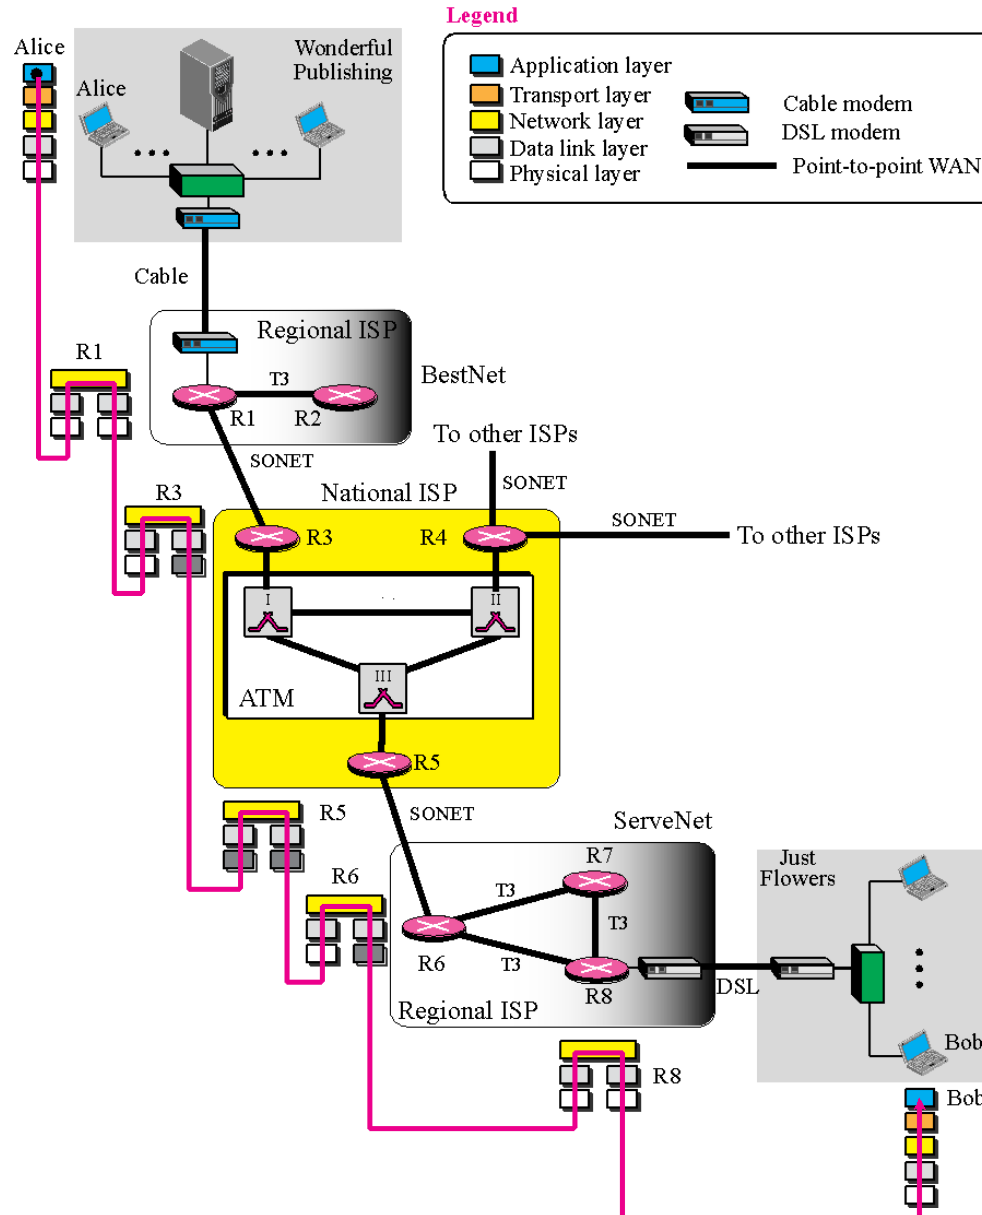 Legend
Application layer
Transport layer
Network layer
Data link layer
Physical layer
Cable modem
DSL modem
Point-to-point WAN
Alice
Wonderful
Publishing
Alice
Cable
Regional ISP
R1
T3
BestNet
R1
R2
To other ISPs
SONET
SONET
National ISP
R3
SONET
R3
R4
To other ISPs
I
II
III
ATM
R5
R5
SONET
ServeNet
Just
Flowers
R7
R6
T3
T3
R6
T3
R8
DSL
Regional ISP
Bob
R8
Bob